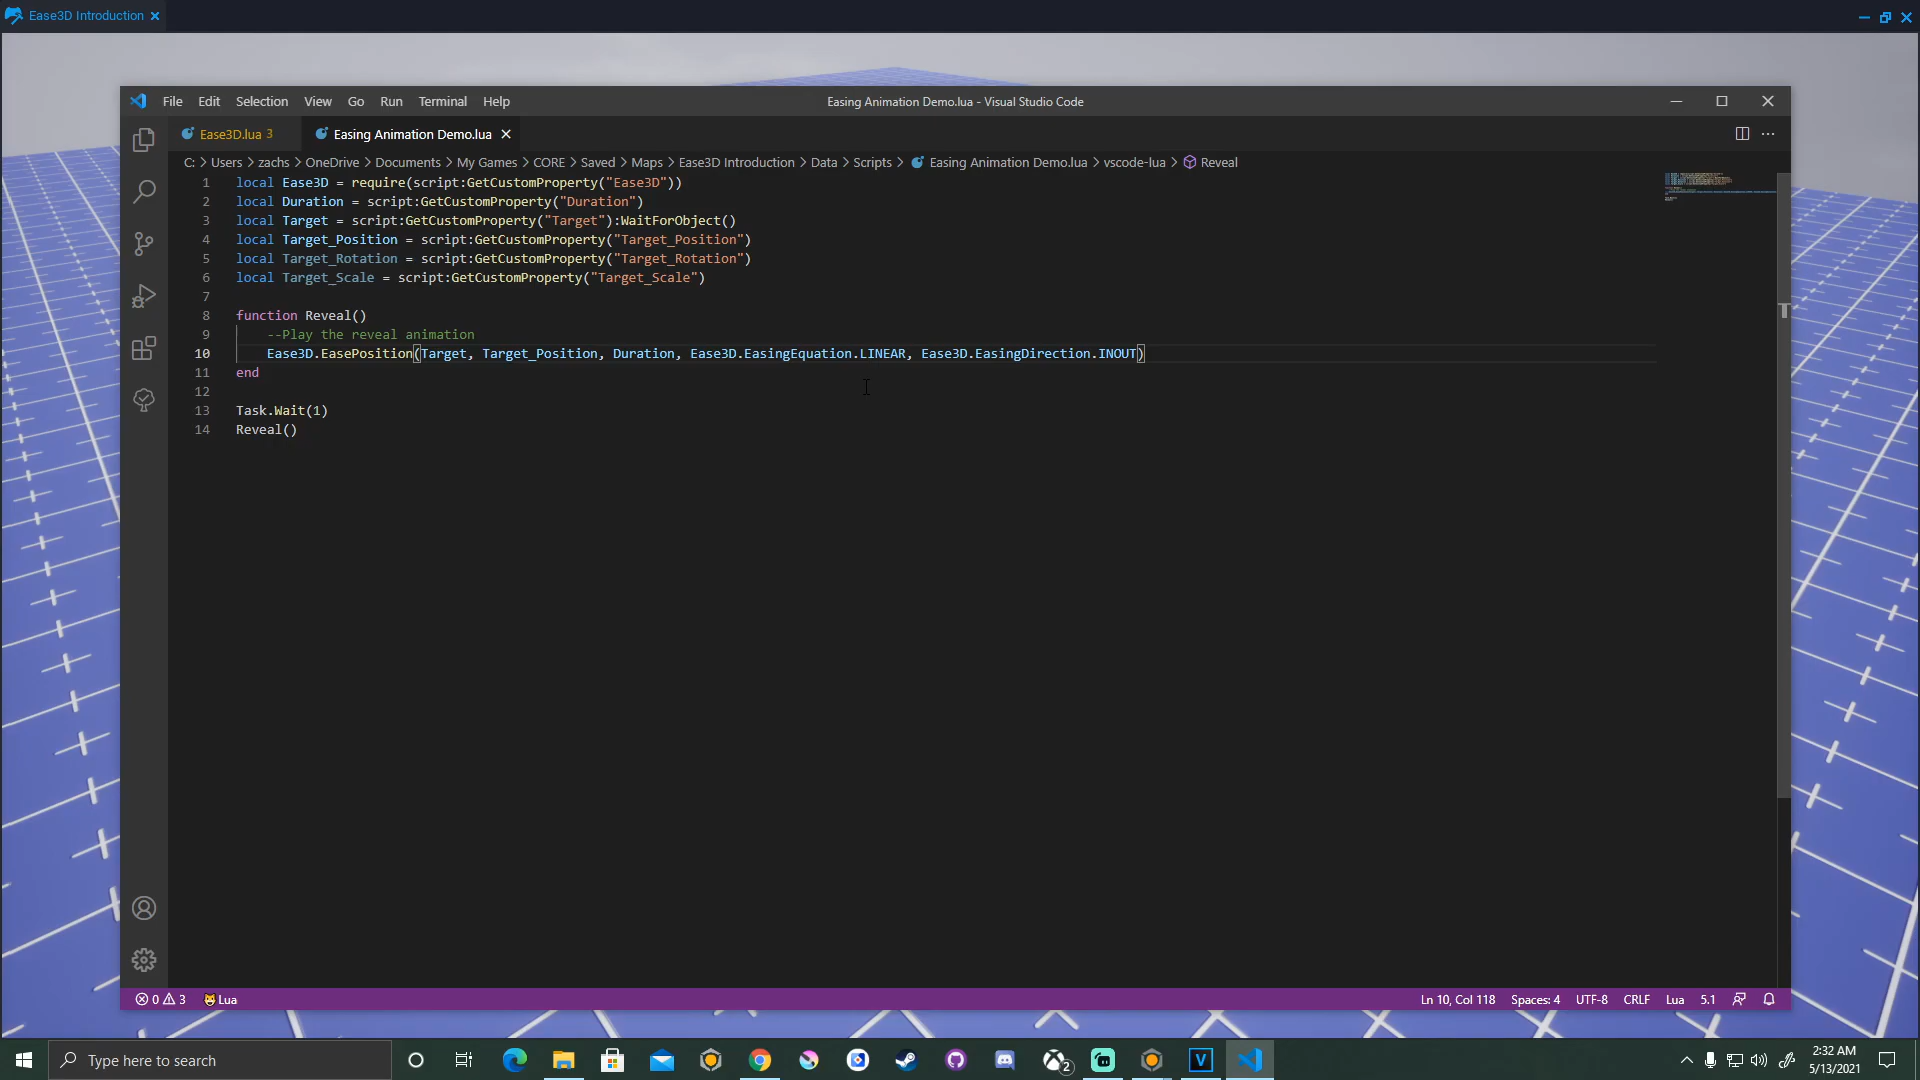 Ease3D Introduction
File Edit Selection View Go Run Terminal Help
Easing Animation Demo.lua - Visual Studio Code
Ease3D.lua 3
Easing Animation Demo.lua
C: > Users > zachs > OneDrive > Documents > My Games > CORE > Saved > Maps > Ease3D Introduction > Data > Scripts > Easing Animation Demo.lua > vscode-lua > Reveal
1 local Ease3D = require(script:GetCustomProperty("Ease3D"))
2 local Duration = script:GetCustomProperty("Duration")
3 local Target = script:GetCustomProperty("Target"):WaitForObject()
4 local Target_Position = script:GetCustomProperty("Target_Position")
5 local Target_Rotation = script:GetCustomProperty("Target_Rotation")
6 local Target_Scale = script:GetCustomProperty("Target_Scale")
7
8 function Reveal()
9 --Play the reveal animation
10 Ease3D.EasePosition(Target, Target_Position, Duration, Ease3D.EasingEquation.LINEAR, Ease3D.EasingDirection.INOUT)
11 end
12
13 Task.Wait(1)
14 Reveal()
0 3 Lua
Ln 10, Col 118 Spaces: 4 UTF-8 CRLF Lua 5.1
Type here to search
2
V
2:32 AM
5/13/2021